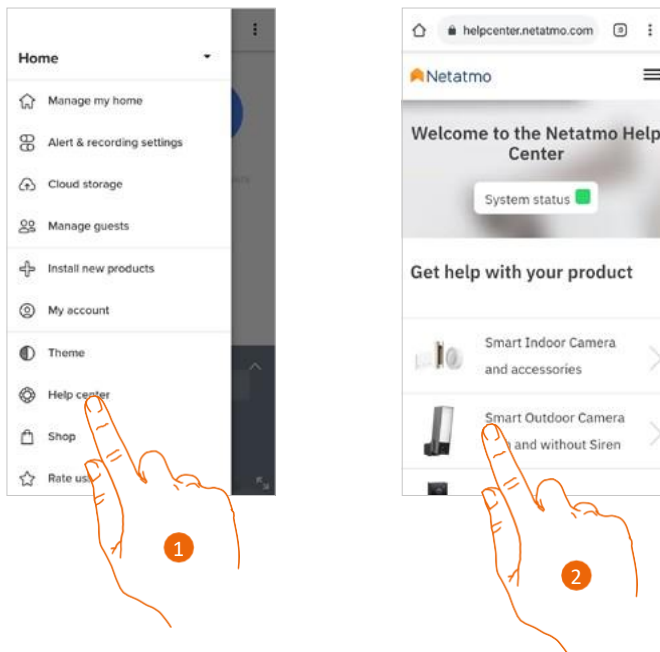 Home
Manage my home
Alert & recording settings
Cloud storage
Manage guests
Install new products
My account
Theme
Help center
Shop
Rate us
1
helpcenter.netatmo.com
Netatmo
Welcome to the Netatmo Help
Center
System status
Get help with your product
Smart Indoor Camera
and accessories
Smart Outdoor Camera
and without Siren
2